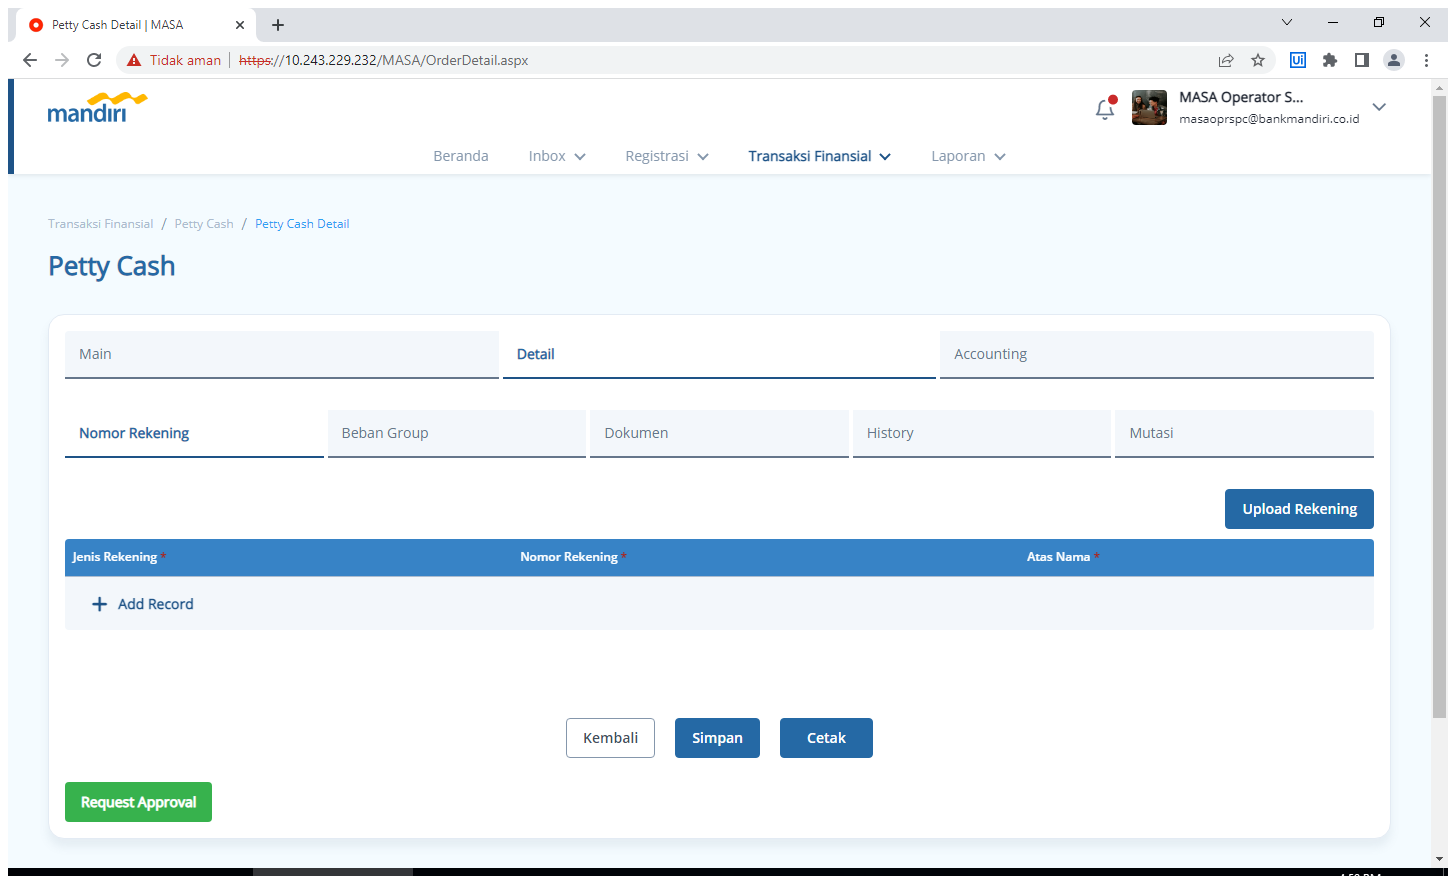 Petty Cash Detail | MASA
Tidak aman
https://10.243.229.232/MASA/OrderDetail.aspx
Ui
mandiri
MASA Operator S...
masaoprspc@bankmandiri.co.id
Beranda
Inbox
Registrasi
Transaksi Finansial
Laporan
Transaksi Finansial / Petty Cash / Petty Cash Detail
Petty Cash
Main
Detail
Accounting
Nomor Rekening
Beban Group
Dokumen
History
Mutasi
Upload Rekening
Jenis Rekening *
Nomor Rekening *
Atas Nama *
+ Add Record
Kembali
Simpan
Cetak
Request Approval